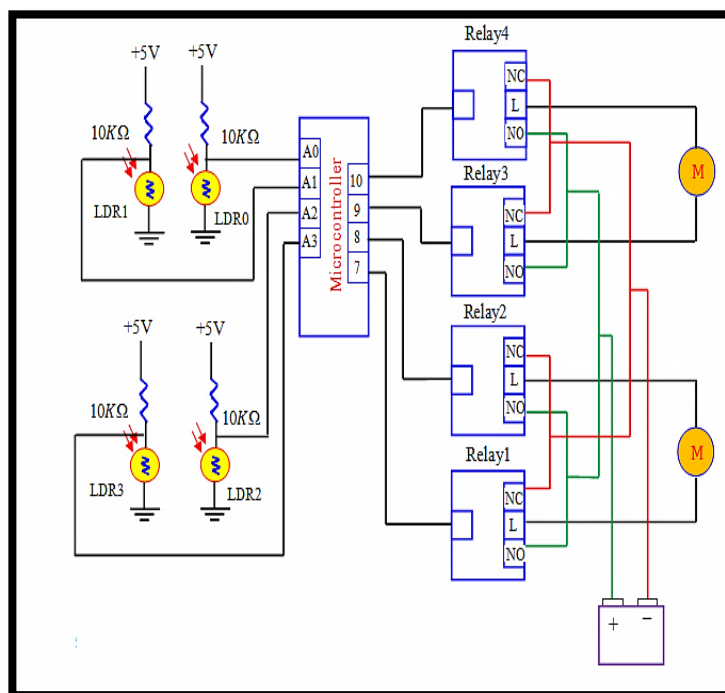 Relay4
+5V
+5V
NC
L
NO
10KΩ
10KΩ
LDR1
LDR0
A0
A1
A2
A3
10
9
8
7
Microcontroller
Relay3
NC
L
NO
M
Relay2
NC
L
NO
+5V
+5V
10KΩ
10KΩ
LDR3
LDR2
Relay1
NC
L
NO
M
+ −